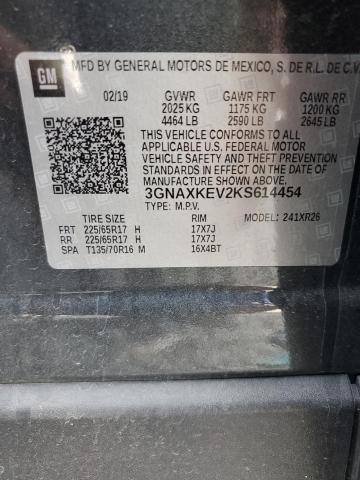 GM MFD BY GENERAL MOTORS DE MEXICO, S. DE R.L. DE C.V.
02/19 GVWR GAWR FRT GAWR RR
2025 KG 1175 KG 1200 KG
4464 LB 2590 LB 2645 LB
THIS VEHICLE CONFORMS TO ALL
APPLICABLE U.S. FEDERAL MOTOR
VEHICLE SAFETY AND THEFT
PREVENTION STANDARDS IN EFFECT
ON THE DATE OF MANUFACTURE
SHOWN ABOVE.
3GNAXKEV2KS614454
TYPE: M.P.V. MODEL: 241XR26
TIRE SIZE RIM
FRT 225/65R17 H 17X7J
RR 225/65R17 H 17X7J
SPA T135/70R16 M 16X4BT